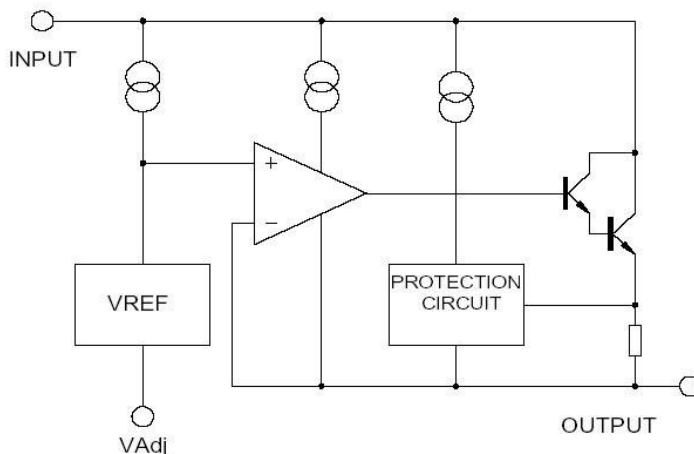 INPUT
+
−
VREF
PROTECTION
CIRCUIT
VAdj
OUTPUT